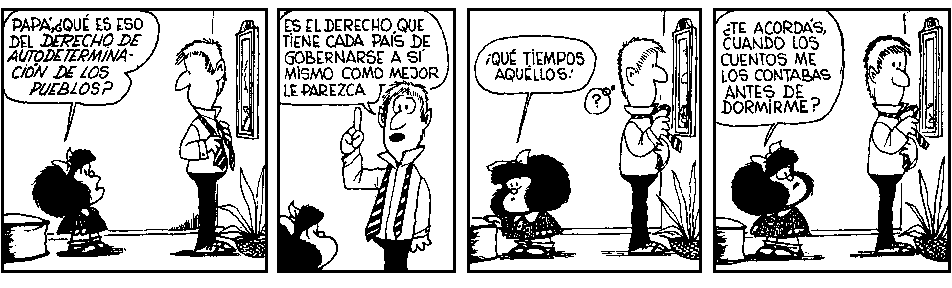 PAPÁ, ¿QUÉ ES ESO
DEL DERECHO DE
AUTODETERMINA-
CIÓN DE LOS
PUEBLOS?
ES EL DERECHO QUE
TIENE CADA PAÍS DE
GOBERNARSE A SÍ
MISMO COMO MEJOR
LE PAREZCA
¡QUÉ TIEMPOS
AQUÉLLOS!
?
¿TE ACORDÁS,
CUANDO LOS
CUENTOS ME
LOS CONTABAS
ANTES DE
DORMIRME?